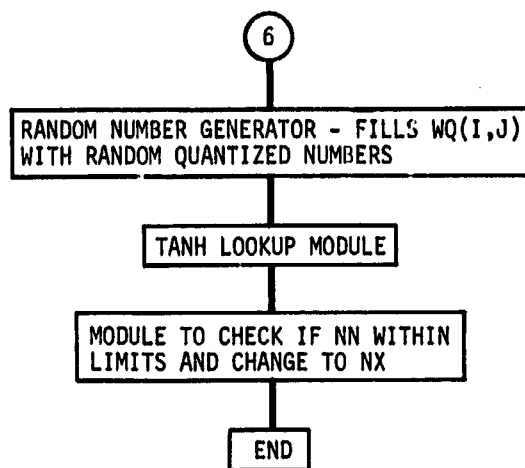 6
RANDOM NUMBER GENERATOR - FILLS WQ(I,J)
WITH RANDOM QUANTIZED NUMBERS
TANH LOOKUP MODULE
MODULE TO CHECK IF NN WITHIN
LIMITS AND CHANGE TO NX
END